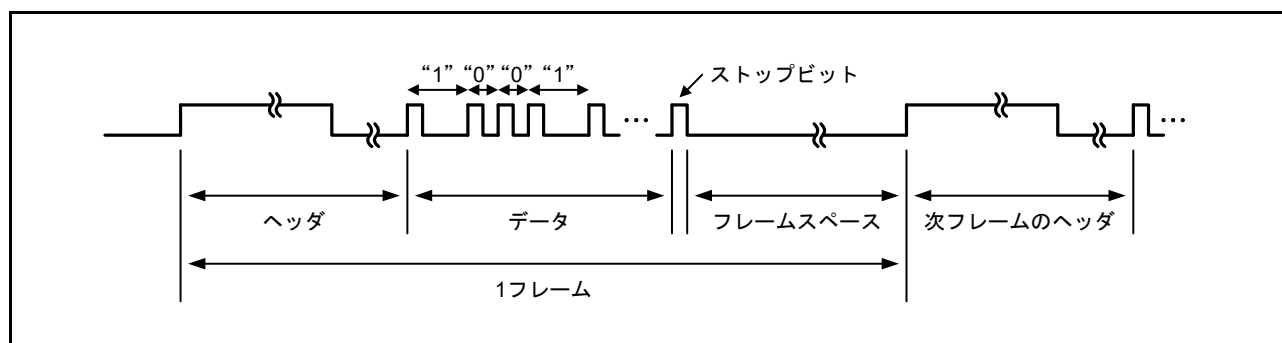 “1” “0” “0” “1”
ストップビット
...
...
ヘッダ
データ
フレームスペース
次フレームのヘッダ
1フレーム